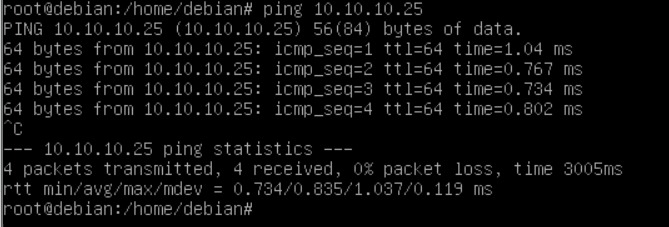 root@debian:/home/debian# ping 10.10.10.25
PING 10.10.10.25 (10.10.10.25) 56(84) bytes of data.
64 bytes from 10.10.10.25: icmp_seq=1 ttl=64 time=1.04 ms
64 bytes from 10.10.10.25: icmp_seq=2 ttl=64 time=0.767 ms
64 bytes from 10.10.10.25: icmp_seq=3 ttl=64 time=0.734 ms
64 bytes from 10.10.10.25: icmp_seq=4 ttl=64 time=0.802 ms
^C
--- 10.10.10.25 ping statistics ---
4 packets transmitted, 4 received, 0% packet loss, time 3005ms
rtt min/avg/max/mdev = 0.734/0.835/1.037/0.119 ms
root@debian:/home/debian#